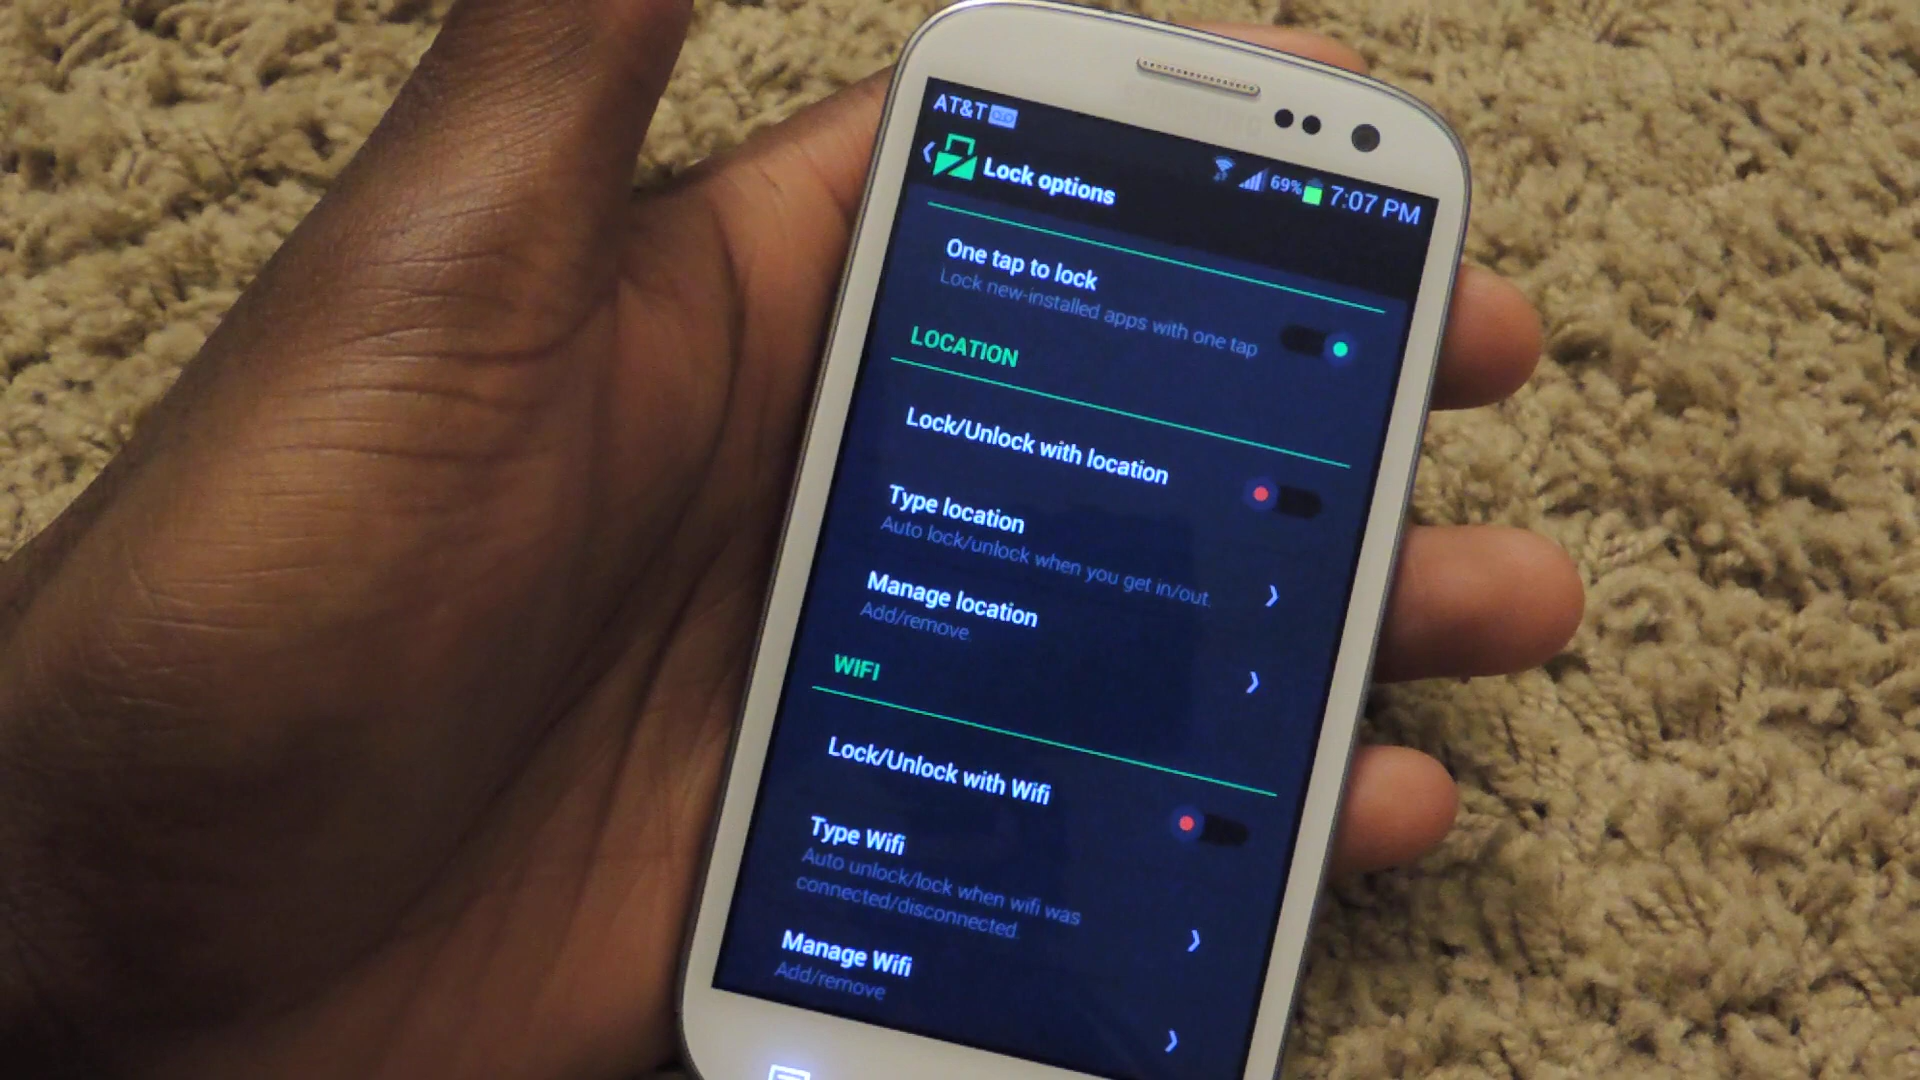 SAMSUNG
AT&T
69% 7:07 PM
Lock options
One tap to lock
Lock new-installed apps with one tap
LOCATION
Lock/Unlock with location
Type location
Auto lock/unlock when you get in/out.
Manage location
Add/remove.
WIFI
Lock/Unlock with Wifi
Type Wifi
Auto unlock/lock when wifi was
connected/disconnected.
Manage Wifi
Add/remove